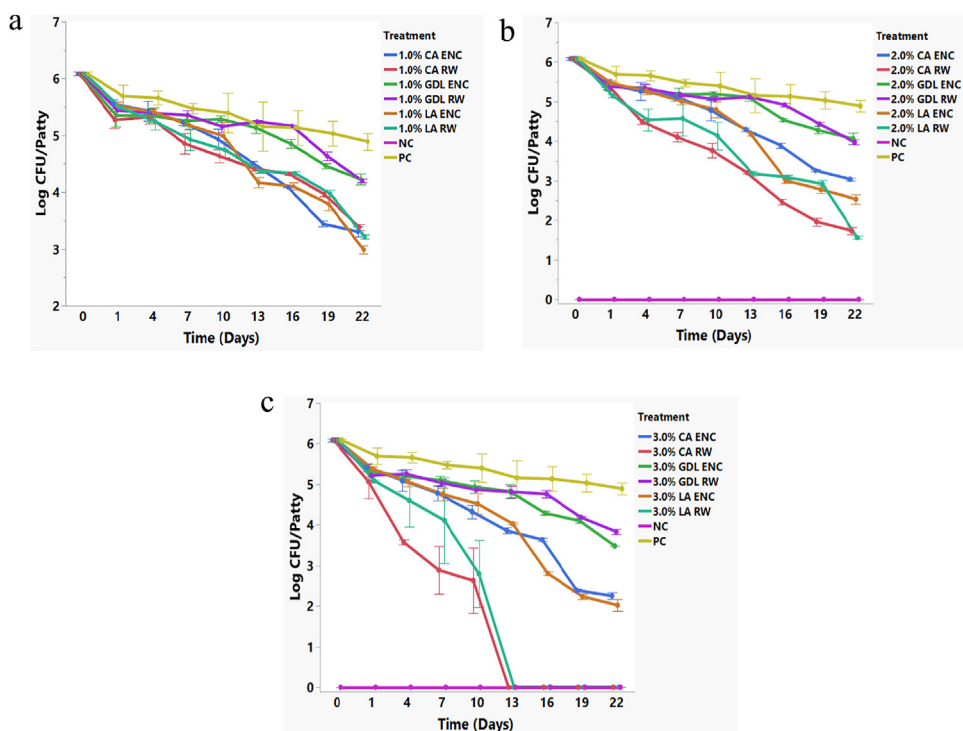 a
Log CFU/Patty
7
6
5
4
3
2
0 1 4 7 10 13 16 19 22
Time (Days)
Treatment
1.0% CA ENC
1.0% CA RW
1.0% GDL ENC
1.0% GDL RW
1.0% LA ENC
1.0% LA RW
NC
PC
b
Log CFU/Patty
7
6
5
4
3
2
1
0
0 1 4 7 10 13 16 19 22
Time (Days)
Treatment
2.0% CA ENC
2.0% CA RW
2.0% GDL ENC
2.0% GDL RW
2.0% LA ENC
2.0% LA RW
NC
PC
c
Log CFU/Patty
7
6
5
4
3
2
1
0
0 1 4 7 10 13 16 19 22
Time (Days)
Treatment
3.0% CA ENC
3.0% CA RW
3.0% GDL ENC
3.0% GDL RW
3.0% LA ENC
3.0% LA RW
NC
PC